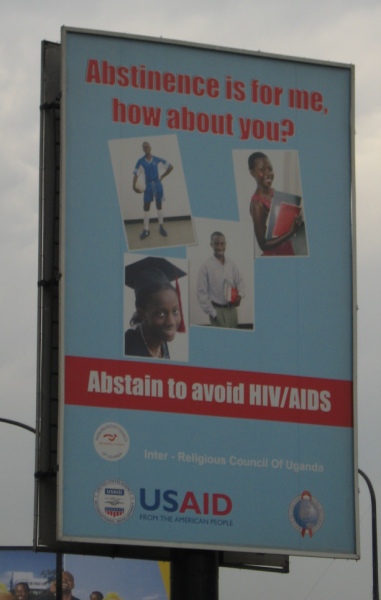 Abstinence is for me,
how about you?
Abstain to avoid HIV/AIDS
Inter - Religious Council Of Uganda
USAID
FROM THE AMERICAN PEOPLE